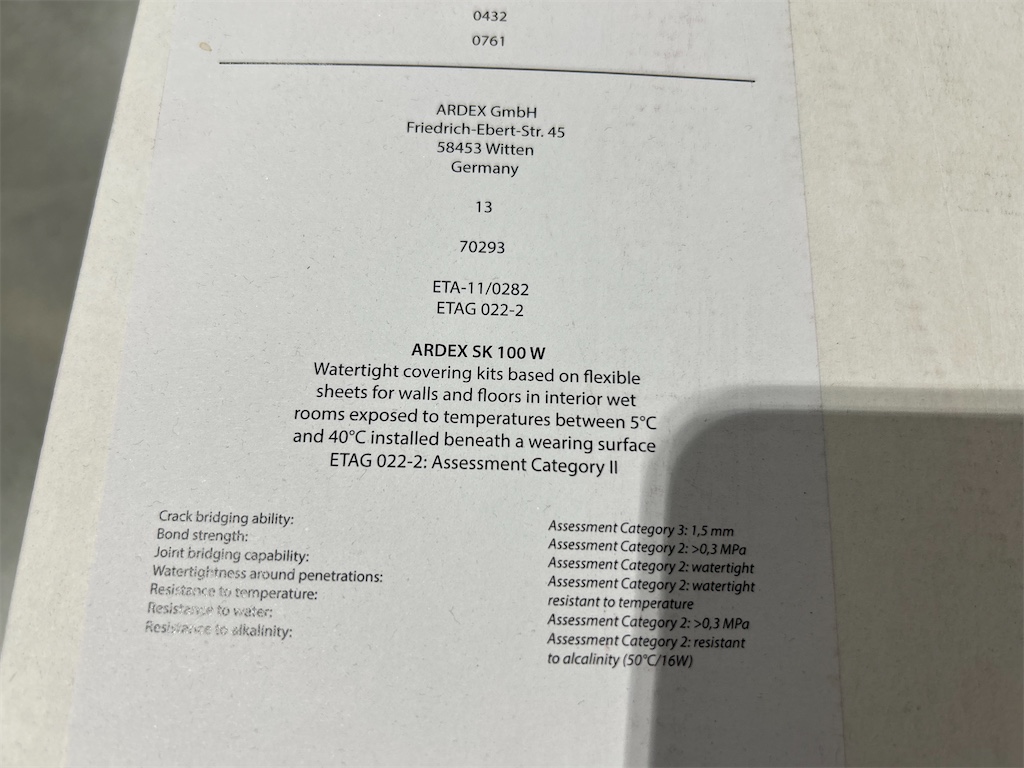 0432
0761
ARDEX GmbH
Friedrich-Ebert-Str. 45
58453 Witten
Germany
13
70293
ETA-11/0282
ETAG 022-2
ARDEX SK 100 W
Watertight covering kits based on flexible
sheets for walls and floors in interior wet
rooms exposed to temperatures between 5°C
and 40°C installed beneath a wearing surface
ETAG 022-2: Assessment Category II
Crack bridging ability:
Bond strength:
Joint bridging capability:
Watertightness around penetrations:
Resistance to temperature:
Resistance to water:
Resistance to alkalinity:
Assessment Category 3: 1,5 mm
Assessment Category 2: >0,3 MPa
Assessment Category 2: watertight
Assessment Category 2: watertight
resistant to temperature
Assessment Category 2: >0,3 MPa
Assessment Category 2: resistant
to alcalinity (50°C/16W)